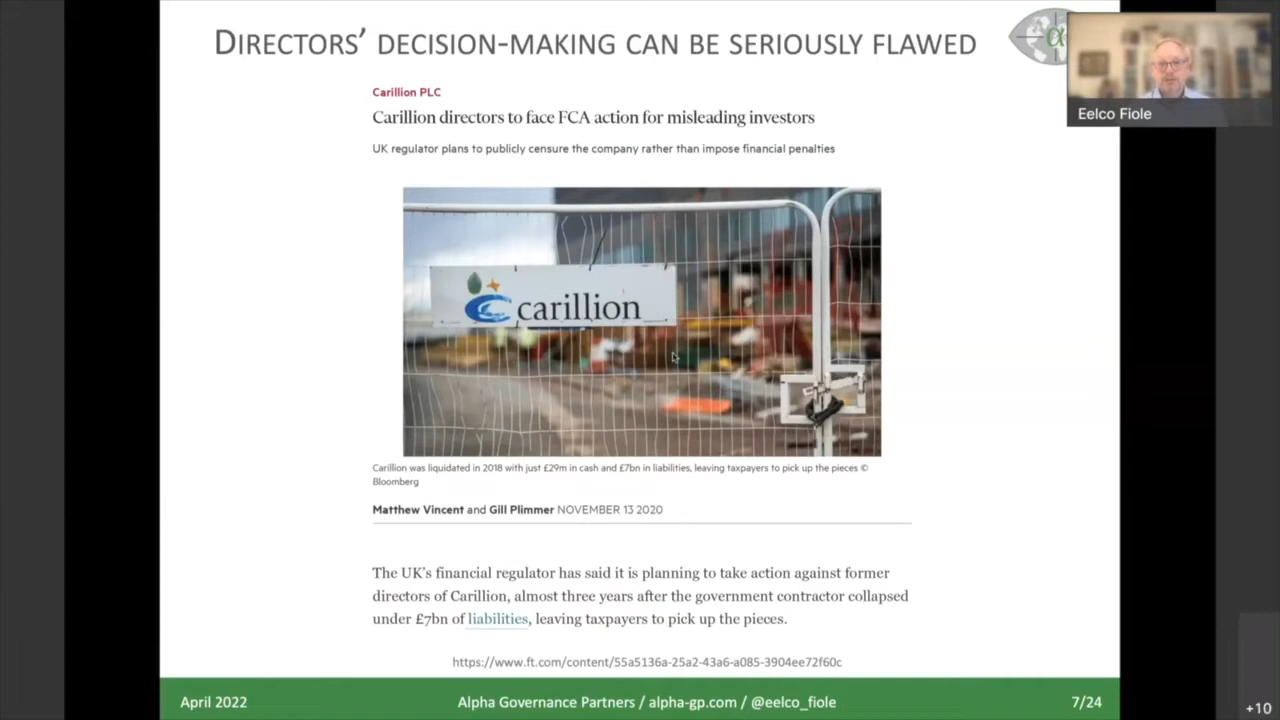 DIRECTORS' DECISION-MAKING CAN BE SERIOUSLY FLAWED
α
Eelco Fiole
Carillion PLC
Carillion directors to face FCA action for misleading investors
UK regulator plans to publicly censure the company rather than impose financial penalties
carillion
Carillion was liquidated in 2018 with just £29m in cash and £7bn in liabilities, leaving taxpayers to pick up the pieces ©
Bloomberg
Matthew Vincent and Gill Plimmer NOVEMBER 13 2020
The UK's financial regulator has said it is planning to take action against former
directors of Carillion, almost three years after the government contractor collapsed
under £7bn of liabilities, leaving taxpayers to pick up the pieces.
https://www.ft.com/content/55a5136a-25a2-43a6-a085-3904ee72f60c
April 2022
Alpha Governance Partners / alpha-gp.com / @eelco_fiole
7/24
+10